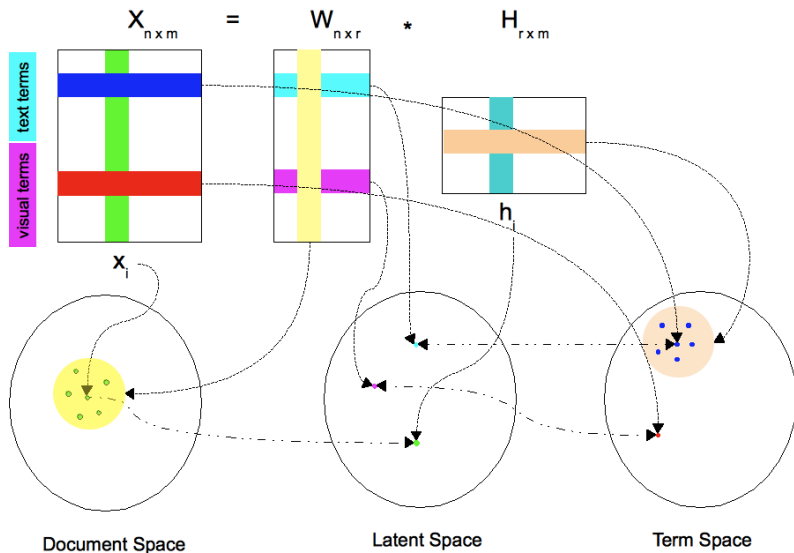 X n x m = W n x r * H r x m
text terms
visual terms
x i
h i
Document Space
Latent Space
Term Space